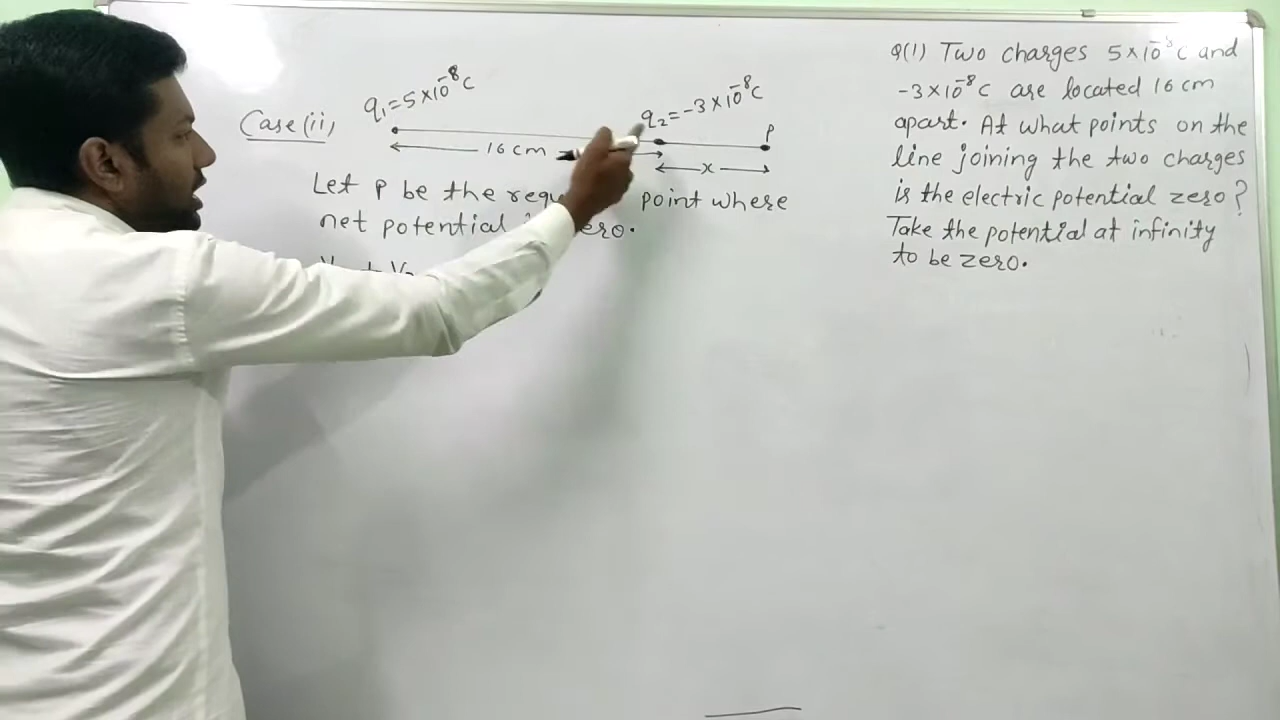 Case (ii)
q₁=5×10⁻⁸C
q₂=-3×10⁻⁸C
P
16 cm
x
Let P be the point where
net potential
Q(1) Two charges 5×10⁻⁸C and
-3×10⁻⁸C are located 16 cm
apart. At what points on the
line joining the two charges
is the electric potential zero?
Take the potential at infinity
to be zero.